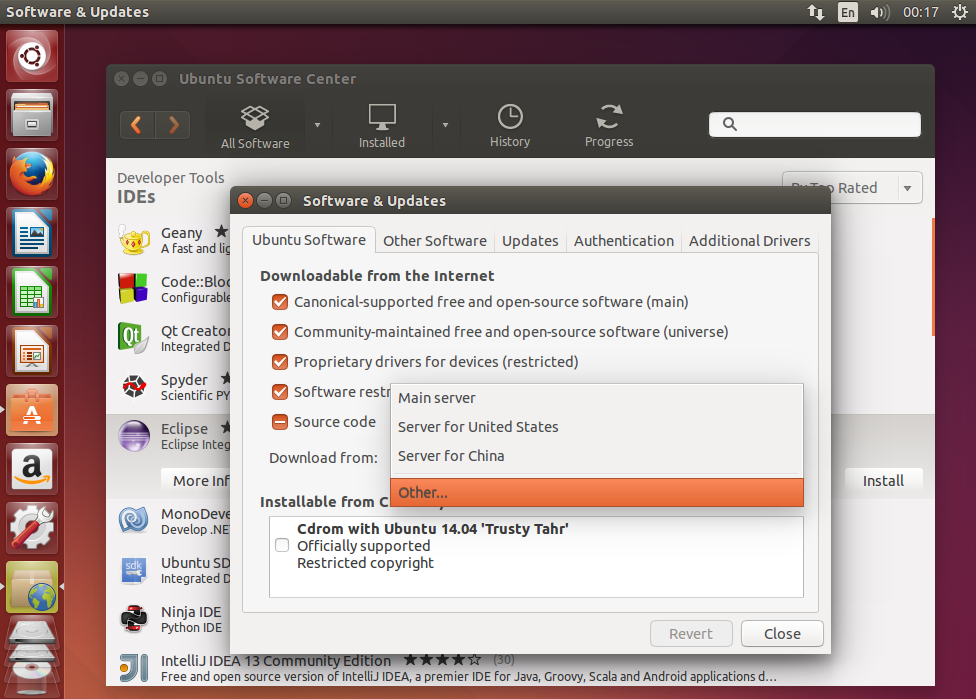 Software & Updates
En
00:17
Ubuntu Software Center
All Software
Installed
History
Progress
Developer Tools
IDEs
Rated
Geany
A fast and lig
Code::Bloc
Configurable
Qt Creator
Integrated D
Spyder
Scientific PY
Eclipse
Eclipse Integ
More Inf
Install
MonoDeve
Develop .NE
Ubuntu SD
Integrated D
Ninja IDE
Python IDE
IntelliJ IDEA 13 Community Edition ★★★★☆ (30)
Free and open source version of IntelliJ IDEA, a premier IDE for Java, Groovy, Scala and Android applications d...
Software & Updates
Ubuntu Software
Other Software
Updates
Authentication
Additional Drivers
Downloadable from the Internet
Canonical-supported free and open-source software (main)
Community-maintained free and open-source software (universe)
Proprietary drivers for devices (restricted)
Software restr
Source code
Download from:
Main server
Server for United States
Server for China
Other...
Installable from C
Cdrom with Ubuntu 14.04 'Trusty Tahr'
Officially supported
Restricted copyright
Revert
Close